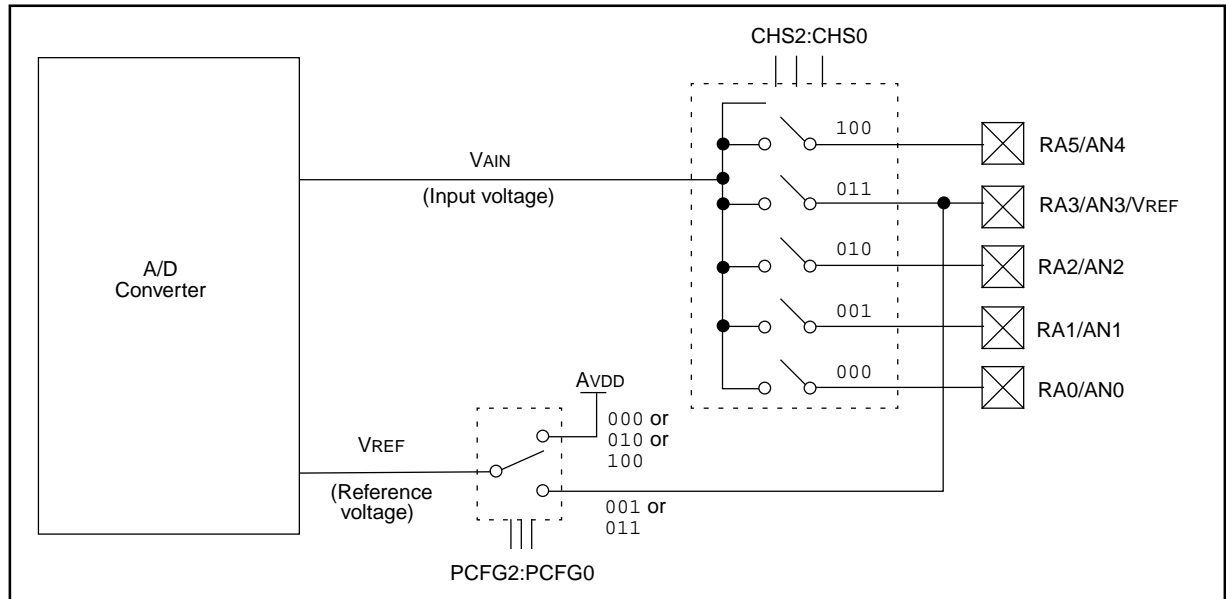 CHS2:CHS0
100
RA5/AN4
VAIN
(Input voltage)
011
RA3/AN3/VREF
010
RA2/AN2
A/D
Converter
001
RA1/AN1
000
RA0/AN0
AVDD
000 or
010 or
100
VREF
(Reference
voltage)
001 or
011
PCFG2:PCFG0